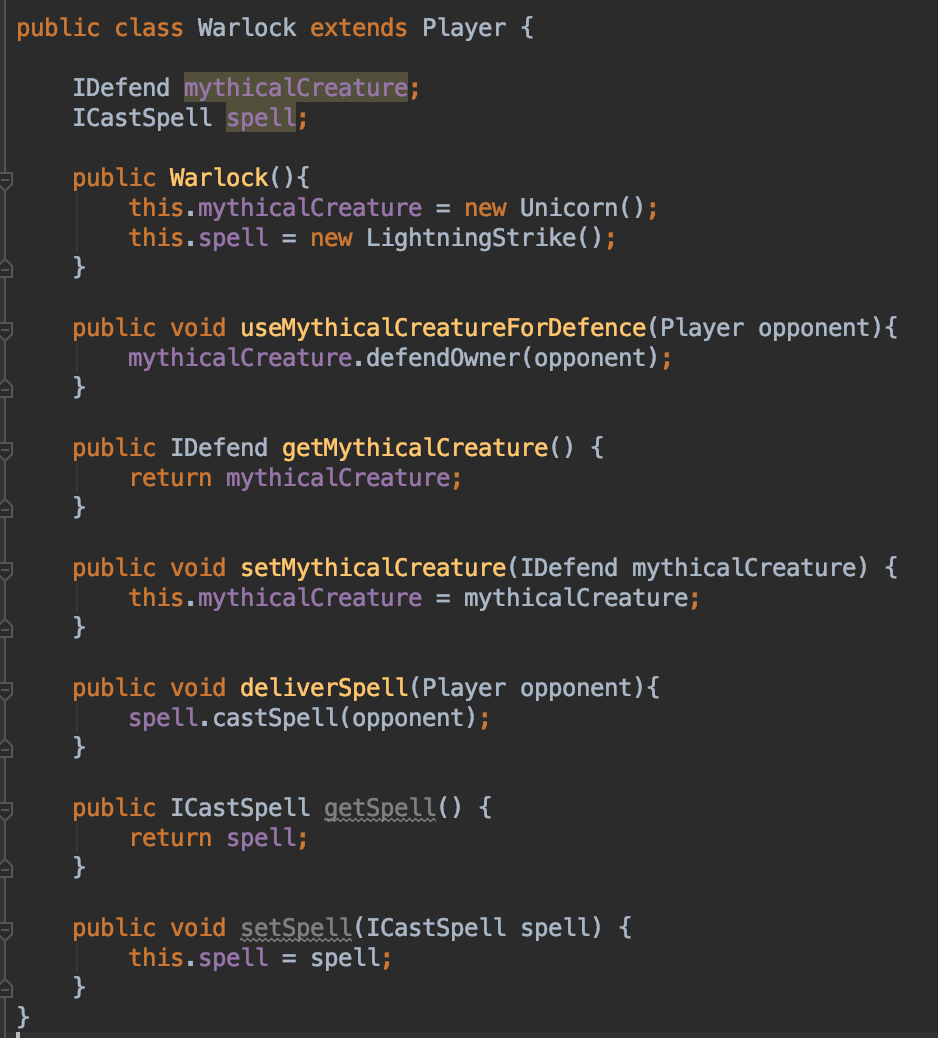 public class Warlock extends Player {
IDefend mythicalCreature;
ICastSpell spell;
public Warlock(){
this.mythicalCreature = new Unicorn();
this.spell = new LightningStrike();
}
public void useMythicalCreatureForDefence(Player opponent){
mythicalCreature.defendOwner(opponent);
}
public IDefend getMythicalCreature() {
return mythicalCreature;
}
public void setMythicalCreature(IDefend mythicalCreature) {
this.mythicalCreature = mythicalCreature;
}
public void deliverSpell(Player opponent){
spell.castSpell(opponent);
}
public ICastSpell getSpell() {
return spell;
}
public void setSpell(ICastSpell spell) {
this.spell = spell;
}
}